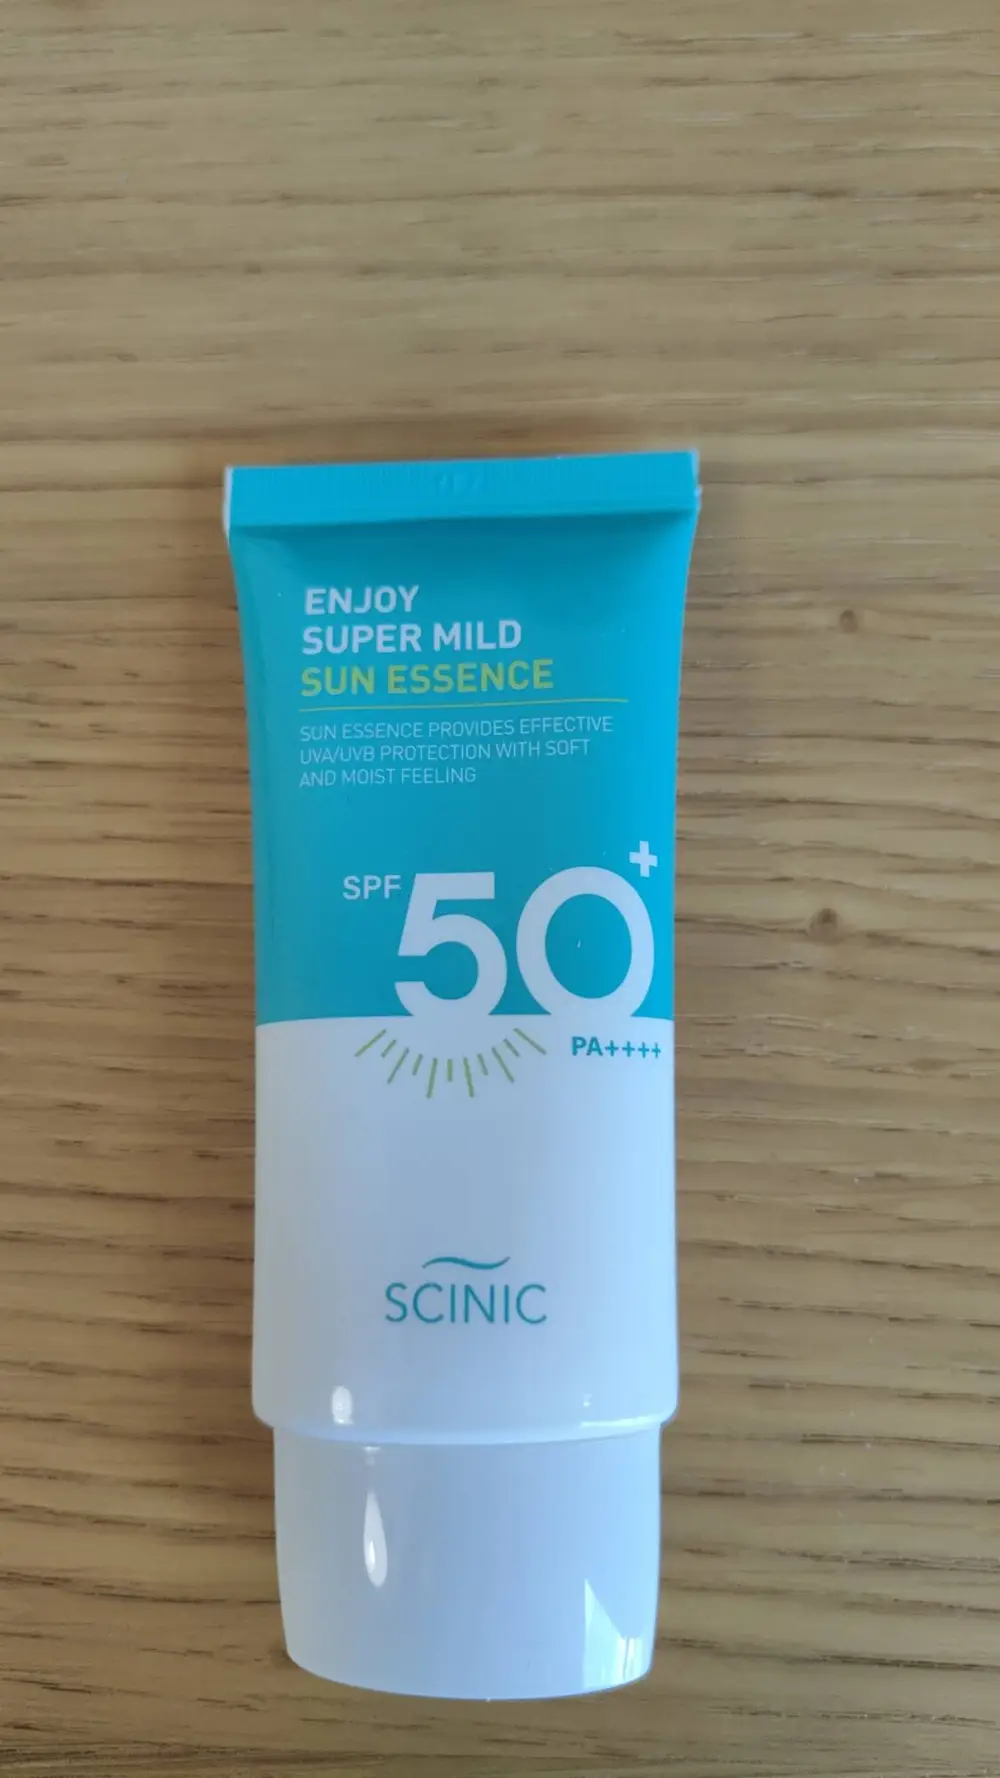 ENJOY
SUPER MILD
SUN ESSENCE
SUN ESSENCE PROVIDES EFFECTIVE
UVA/UVB PROTECTION WITH SOFT
AND MOIST FEELING
SPF 50+
PA++++
SCINIC